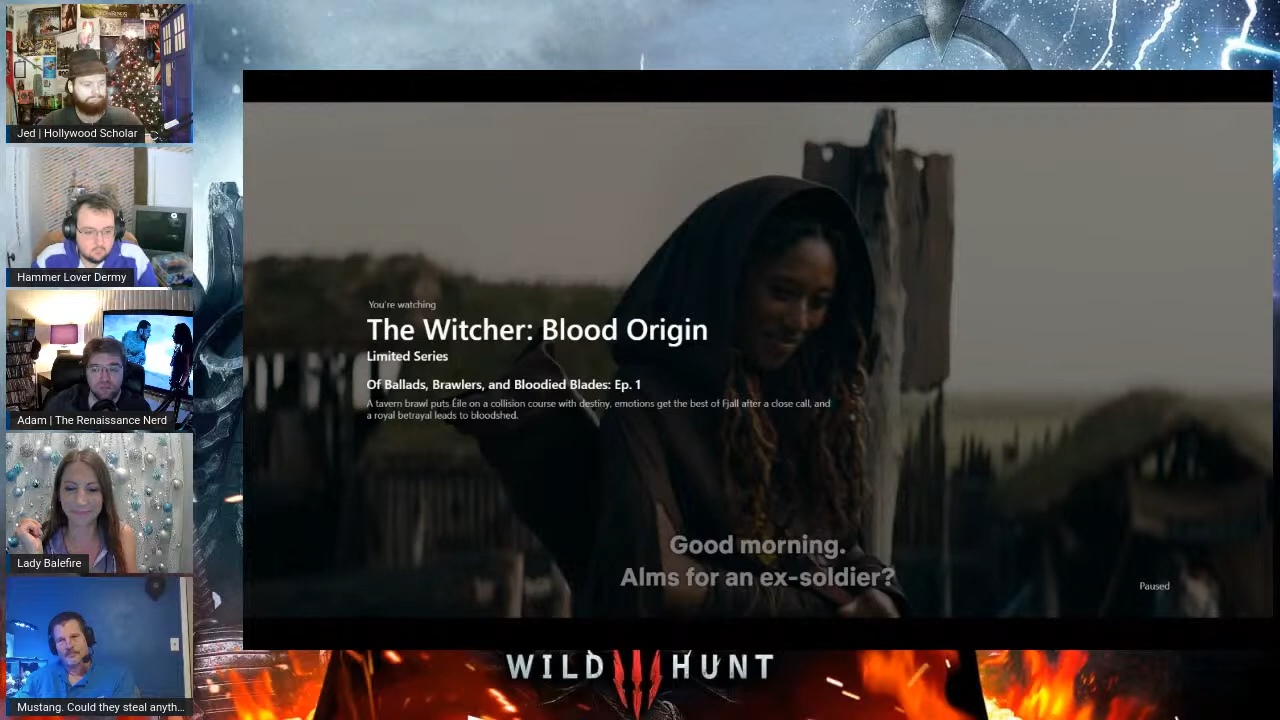 Jed | Hollywood Scholar
Hammer Lover Dermy
Adam | The Renaissance Nerd
Lady Balefire
Mustang. Could they steal anyth...
You're watching
The Witcher: Blood Origin
Limited Series
Of Ballads, Brawlers, and Bloodied Blades: Ep. 1
A tavern brawl puts Éile on a collision course with destiny, emotions get the best of Fjall after a close call, and
a royal betrayal leads to bloodshed.
Good morning.
Alms for an ex-soldier?
Paused
WILD HUNT